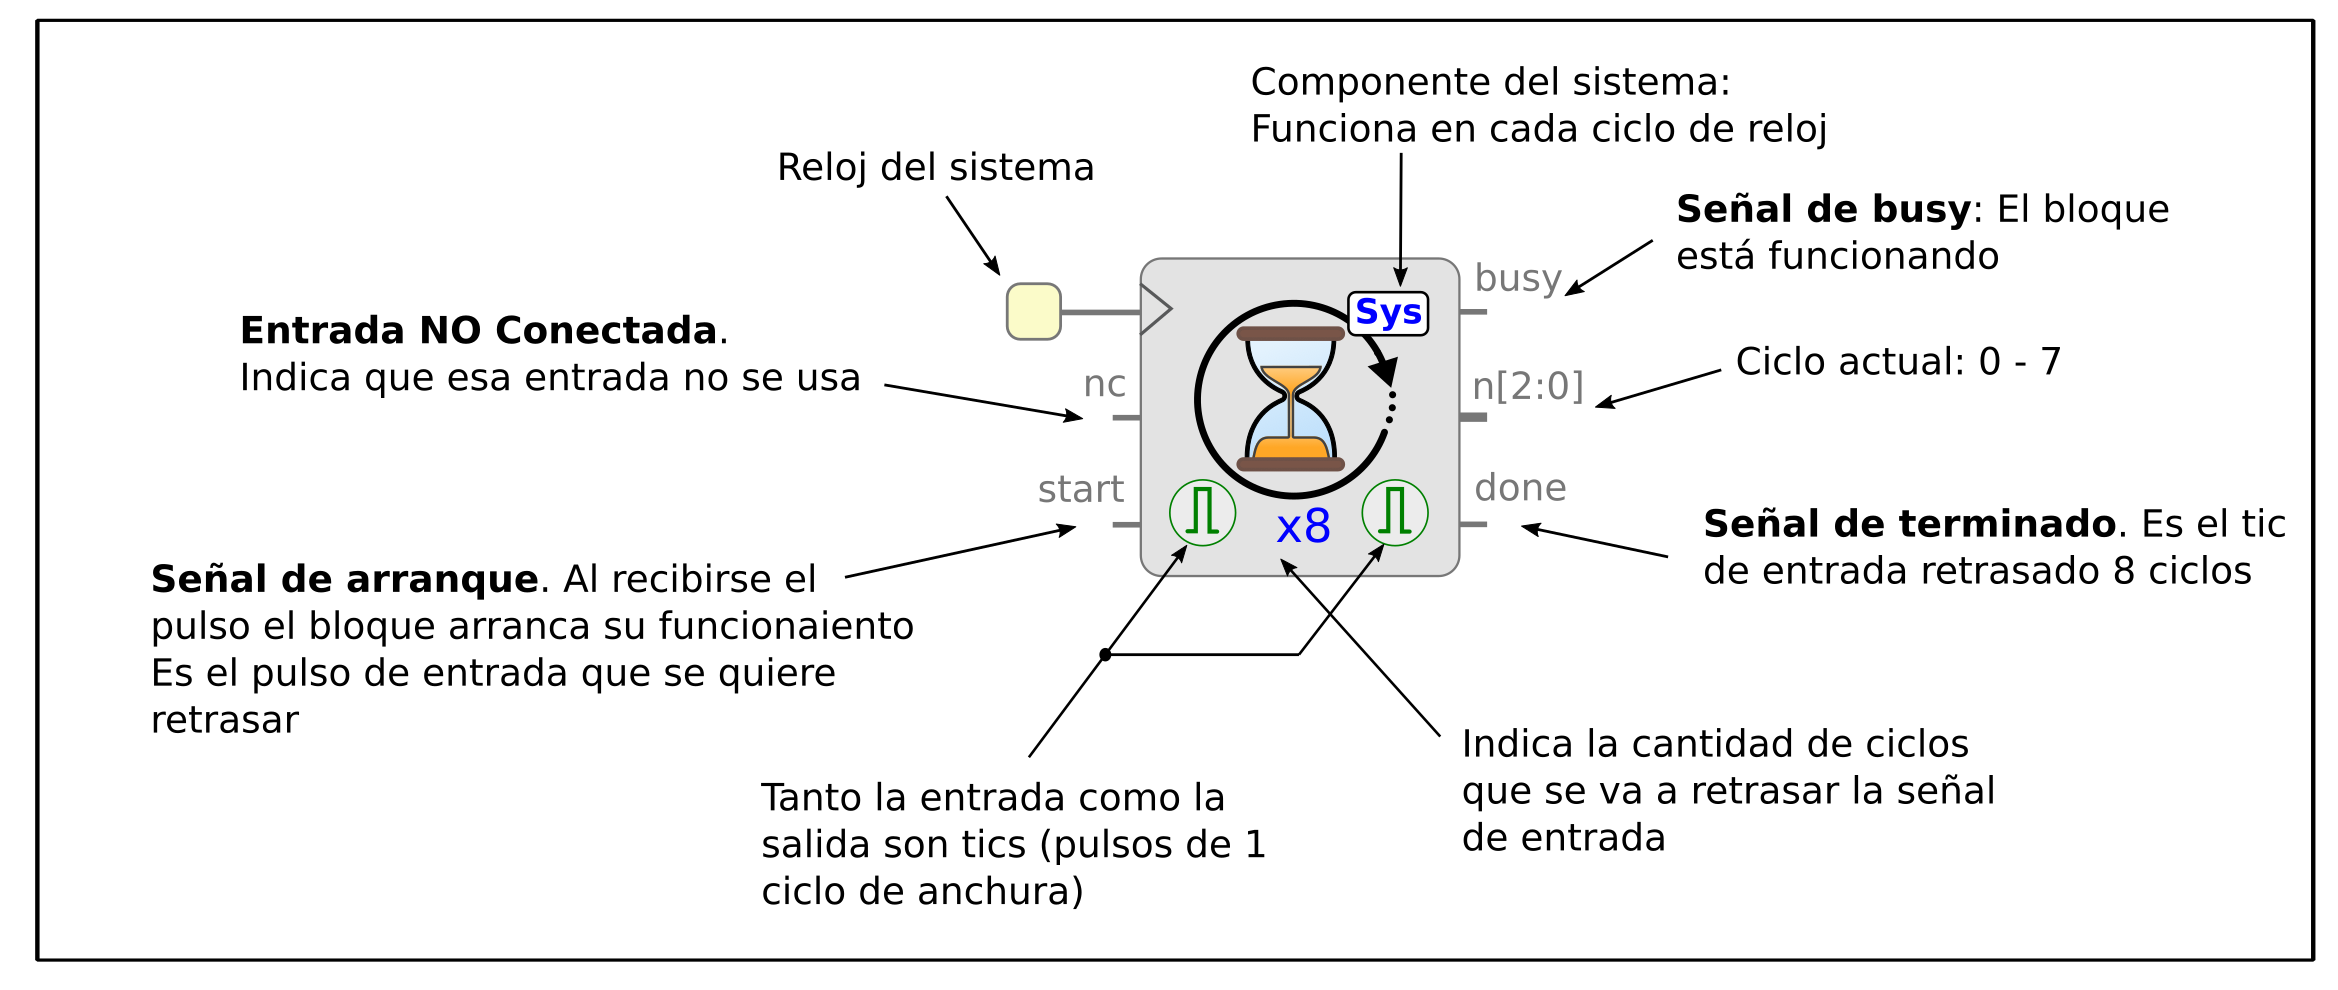 Componente del sistema:
Funciona en cada ciclo de reloj
Reloj del sistema
Señal de busy: El bloque
está funcionando
busy
Sys
Entrada NO Conectada.
Indica que esa entrada no se usa
nc
n[2:0]
Ciclo actual: 0 - 7
start
done
x8
Señal de terminado. Es el tic
de entrada retrasado 8 ciclos
Señal de arranque. Al recibirse el
pulso el bloque arranca su funcionaiento
Es el pulso de entrada que se quiere
retrasar
Indica la cantidad de ciclos
que se va a retrasar la señal
de entrada
Tanto la entrada como la
salida son tics (pulsos de 1
ciclo de anchura)